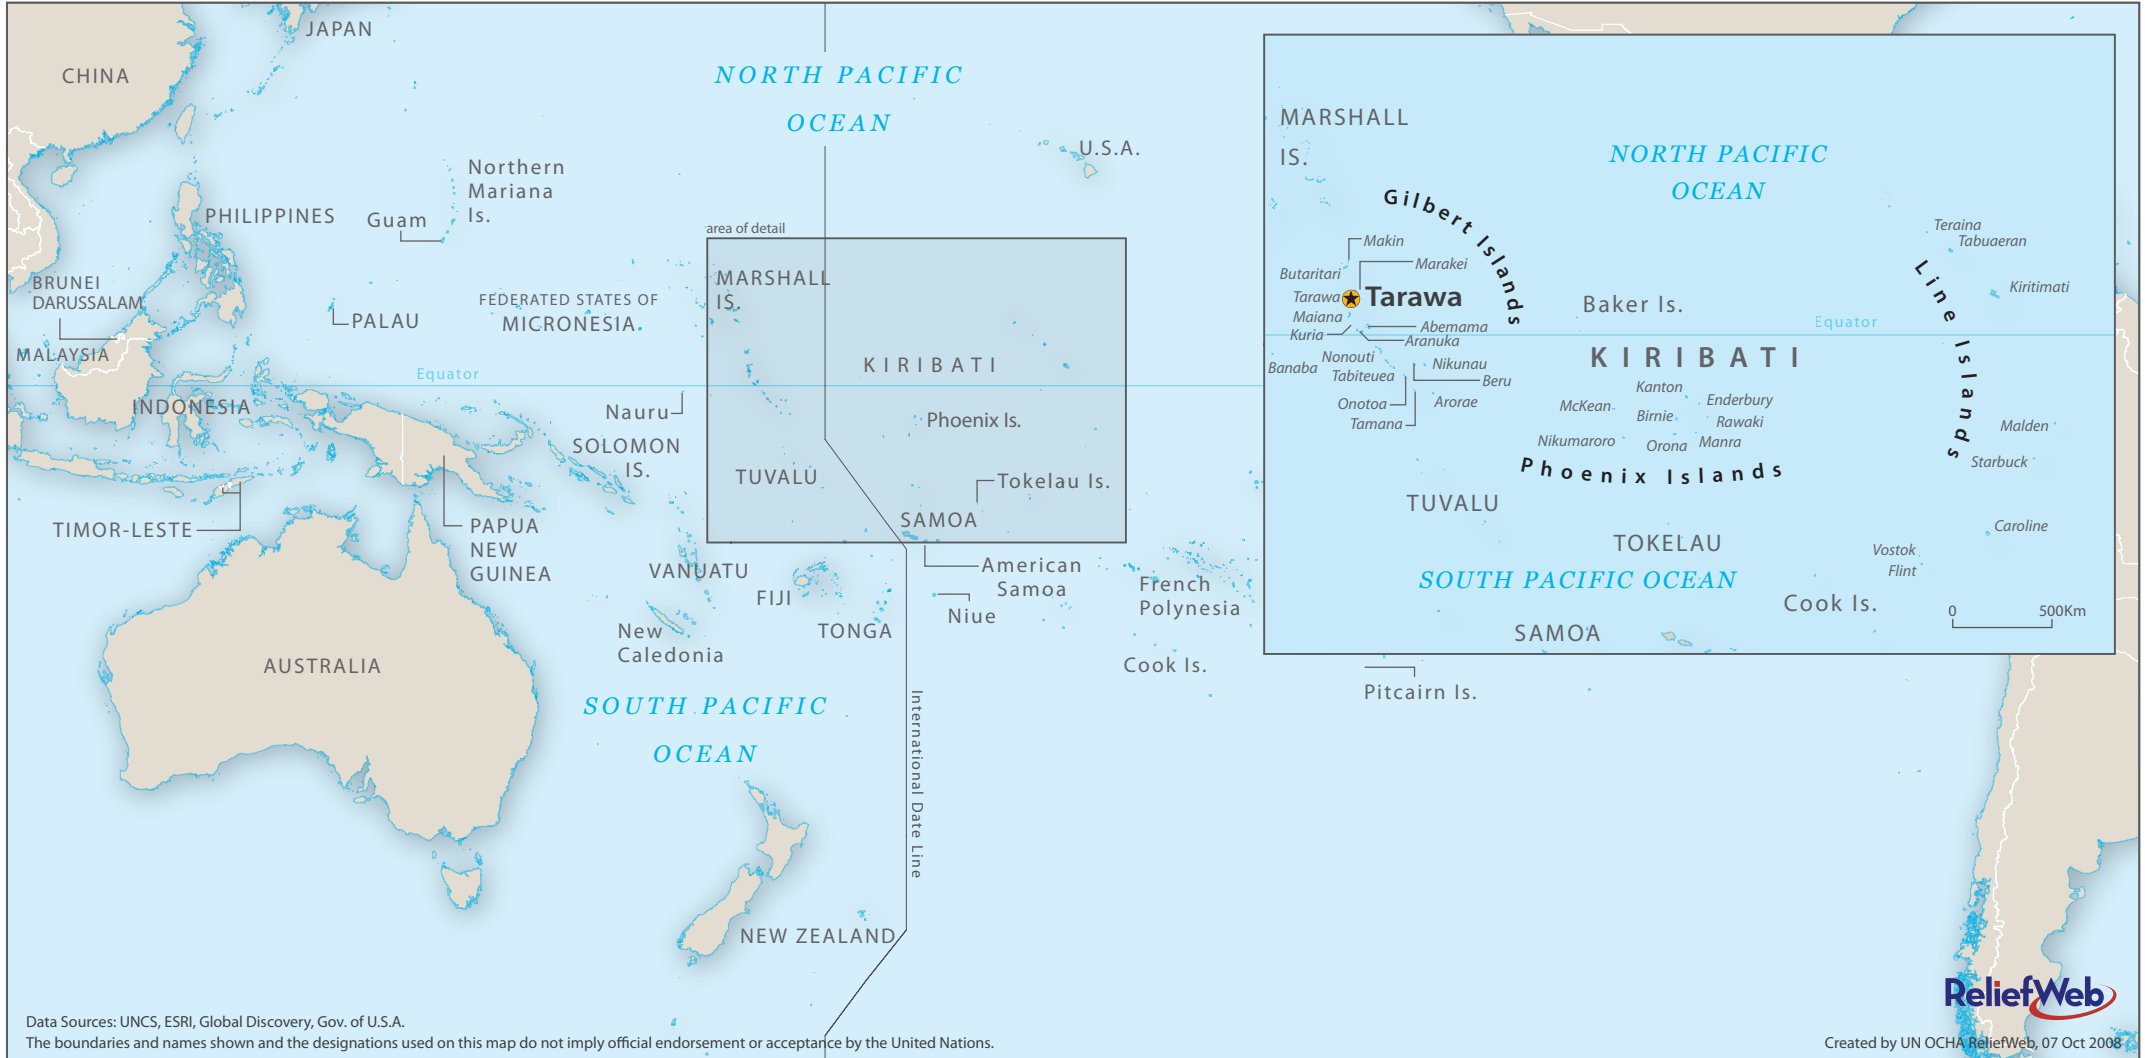 JAPAN
CHINA
NORTH PACIFIC
OCEAN
U.S.A.
Northern
Mariana
Is.
Guam
PHILIPPINES
area of detail
BRUNEI
DARUSSALAM
MALAYSIA
PALAU
FEDERATED STATES OF
MICRONESIA
MARSHALL
IS.
KIRIBATI
Equator
INDONESIA
Nauru
Phoenix Is.
SOLOMON
IS.
TUVALU
Tokelau Is.
SAMOA
TIMOR-LESTE
PAPUA
NEW
GUINEA
VANUATU
FIJI
American
Samoa
French
Polynesia
Niue
TONGA
New
Caledonia
Cook Is.
AUSTRALIA
SOUTH PACIFIC
OCEAN
International Date Line
Pitcairn Is.
NEW ZEALAND
MARSHALL
IS.
NORTH PACIFIC
OCEAN
Gilbert Islands
Makin
Marakei
Butaritari
Tarawa
Tarawa
Maiana
Abemama
Kuria
Aranuka
Nonouti
Nikunau
Banaba
Tabiteuea
Beru
Onotoa
Arorae
Tamana
Baker Is.
Equator
KIRIBATI
Teraina
Tabuaeran
Kiritimati
Line Islands
Kanton
McKean
Enderbury
Birnie
Rawaki
Nikumaroro
Orona
Manra
Phoenix Islands
Malden
Starbuck
TUVALU
TOKELAU
Caroline
Vostok
Flint
SOUTH PACIFIC OCEAN
Cook Is.
SAMOA
0 500Km
ReliefWeb
Data Sources: UNCS, ESRI, Global Discovery, Gov. of U.S.A.
The boundaries and names shown and the designations used on this map do not imply official endorsement or acceptance by the United Nations.
Created by UN OCHA ReliefWeb, 07 Oct 2008